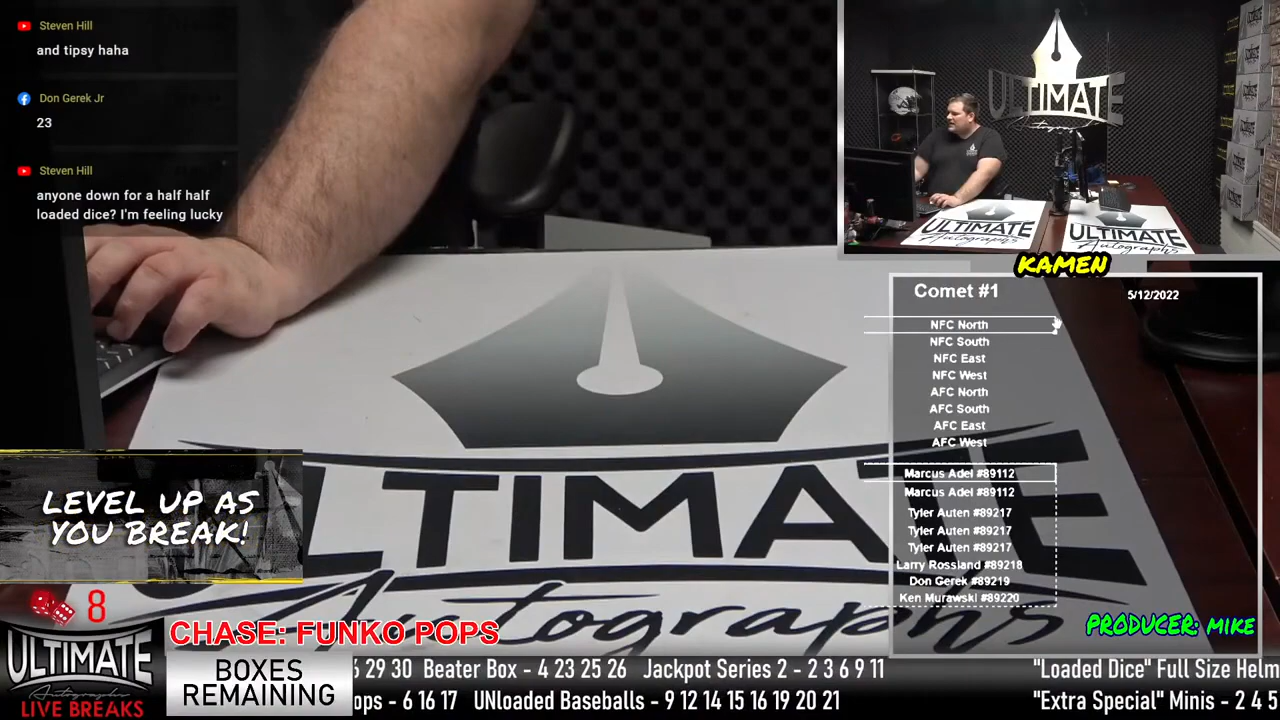 Steven Hill
and tipsy haha
Don Gerek Jr
23
Steven Hill
anyone down for a half half
loaded dice? I'm feeling lucky
ULTIMATE
ULTIMATE
Autographs
ULTIMATE
Autographs
KAMEN
Comet #1
5/12/2022
NFC North
NFC South
NFC East
NFC West
AFC North
AFC South
AFC East
AFC West
Marcus Adel #89112
Marcus Adel #89112
Tyler Auten #89217
Tyler Auten #89217
Tyler Auten #89217
Larry Rossland #89218
Don Gerek #89219
Ken Murawski #89220
LTIMATE
Autographs
LEVEL UP AS
YOU BREAK!
8
ULTIMATE
Autographs
LIVE BREAKS
CHASE: FUNKO POPS
PRODUCER: MIKE
BOXES
REMAINING
29 30 Beater Box - 4 23 25 26 Jackpot Series 2 - 2 3 6 9 11 "Loaded Dice" Full Size Helm
ops - 6 16 17 UNloaded Baseballs - 9 12 14 15 16 19 20 21 "Extra Special" Minis - 2 4 5